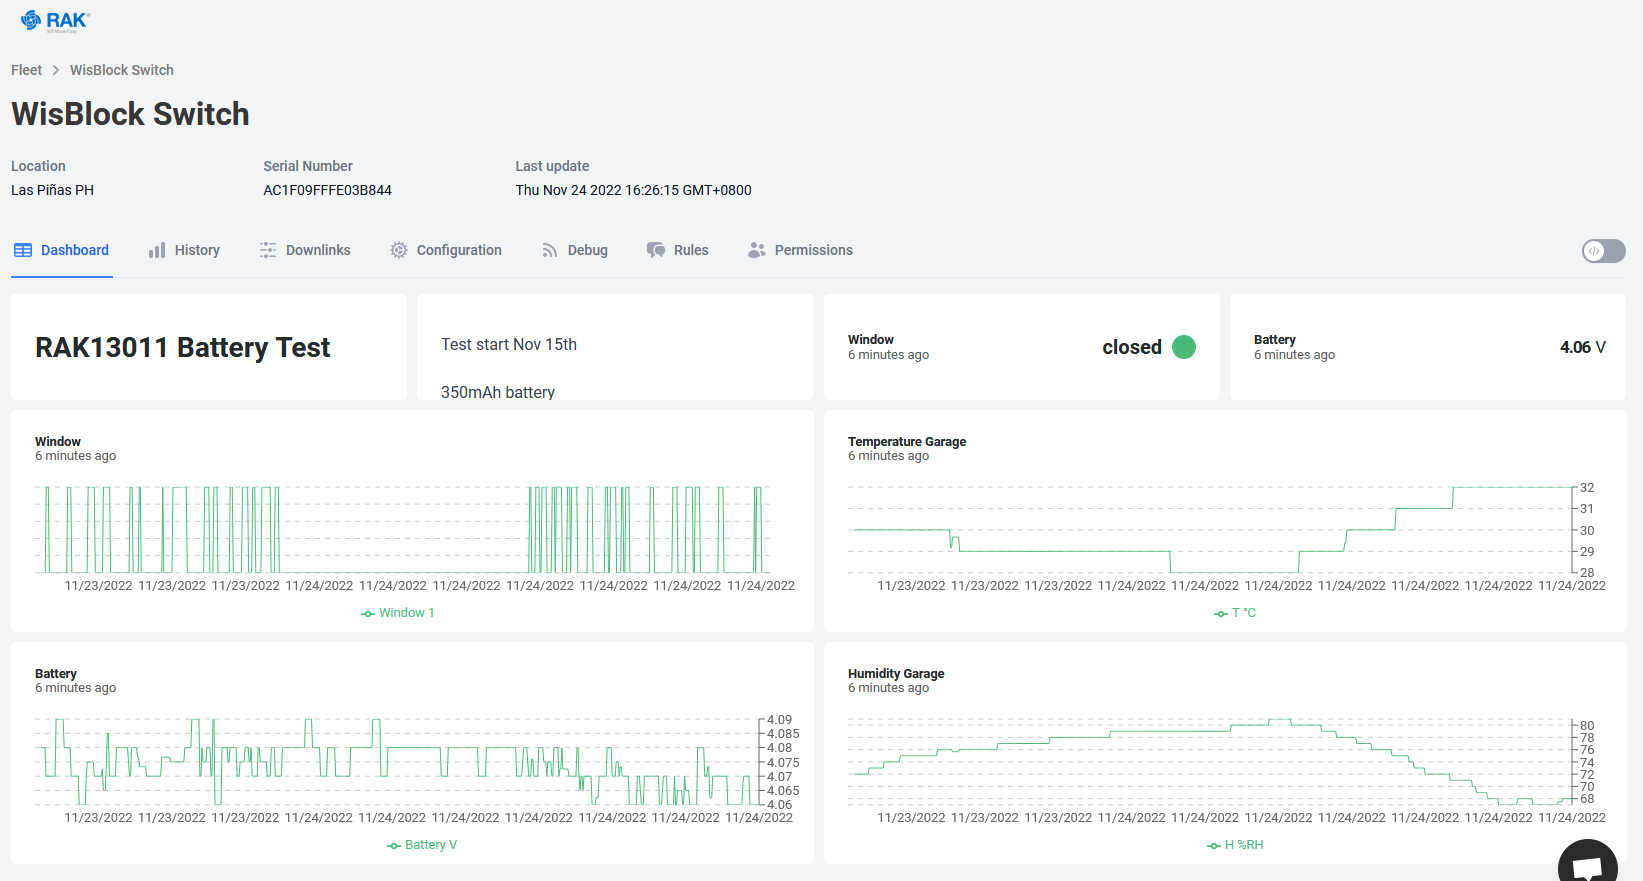 RAK®
IoT Made Easy
Fleet > WisBlock Switch
WisBlock Switch
Location Serial Number Last update
Las Piñas PH AC1F09FFFE03B844 Thu Nov 24 2022 16:26:15 GMT+0800
Dashboard History Downlinks Configuration Debug Rules Permissions
RAK13011 Battery Test
Test start Nov 15th
350mAh battery
Window
6 minutes ago
closed
Battery
6 minutes ago
4.06 V
Window
6 minutes ago
11/23/2022 11/23/2022 11/23/2022 11/24/2022 11/24/2022 11/24/2022 11/24/2022 11/24/2022 11/24/2022 11/24/2022
Window 1
Temperature Garage
6 minutes ago
32
31
30
29
28
11/23/2022 11/23/2022 11/23/2022 11/24/2022 11/24/2022 11/24/2022 11/24/2022 11/24/2022 11/24/2022 11/24/2022
T °C
Battery
6 minutes ago
4.09
4.085
4.08
4.075
4.07
4.065
4.06
11/23/2022 11/23/2022 11/23/2022 11/24/2022 11/24/2022 11/24/2022 11/24/2022 11/24/2022 11/24/2022 11/24/2022
Battery V
Humidity Garage
6 minutes ago
80
78
76
74
72
70
68
11/23/2022 11/23/2022 11/23/2022 11/24/2022 11/24/2022 11/24/2022 11/24/2022 11/24/2022 11/24/2022 11/24/2022
H %RH